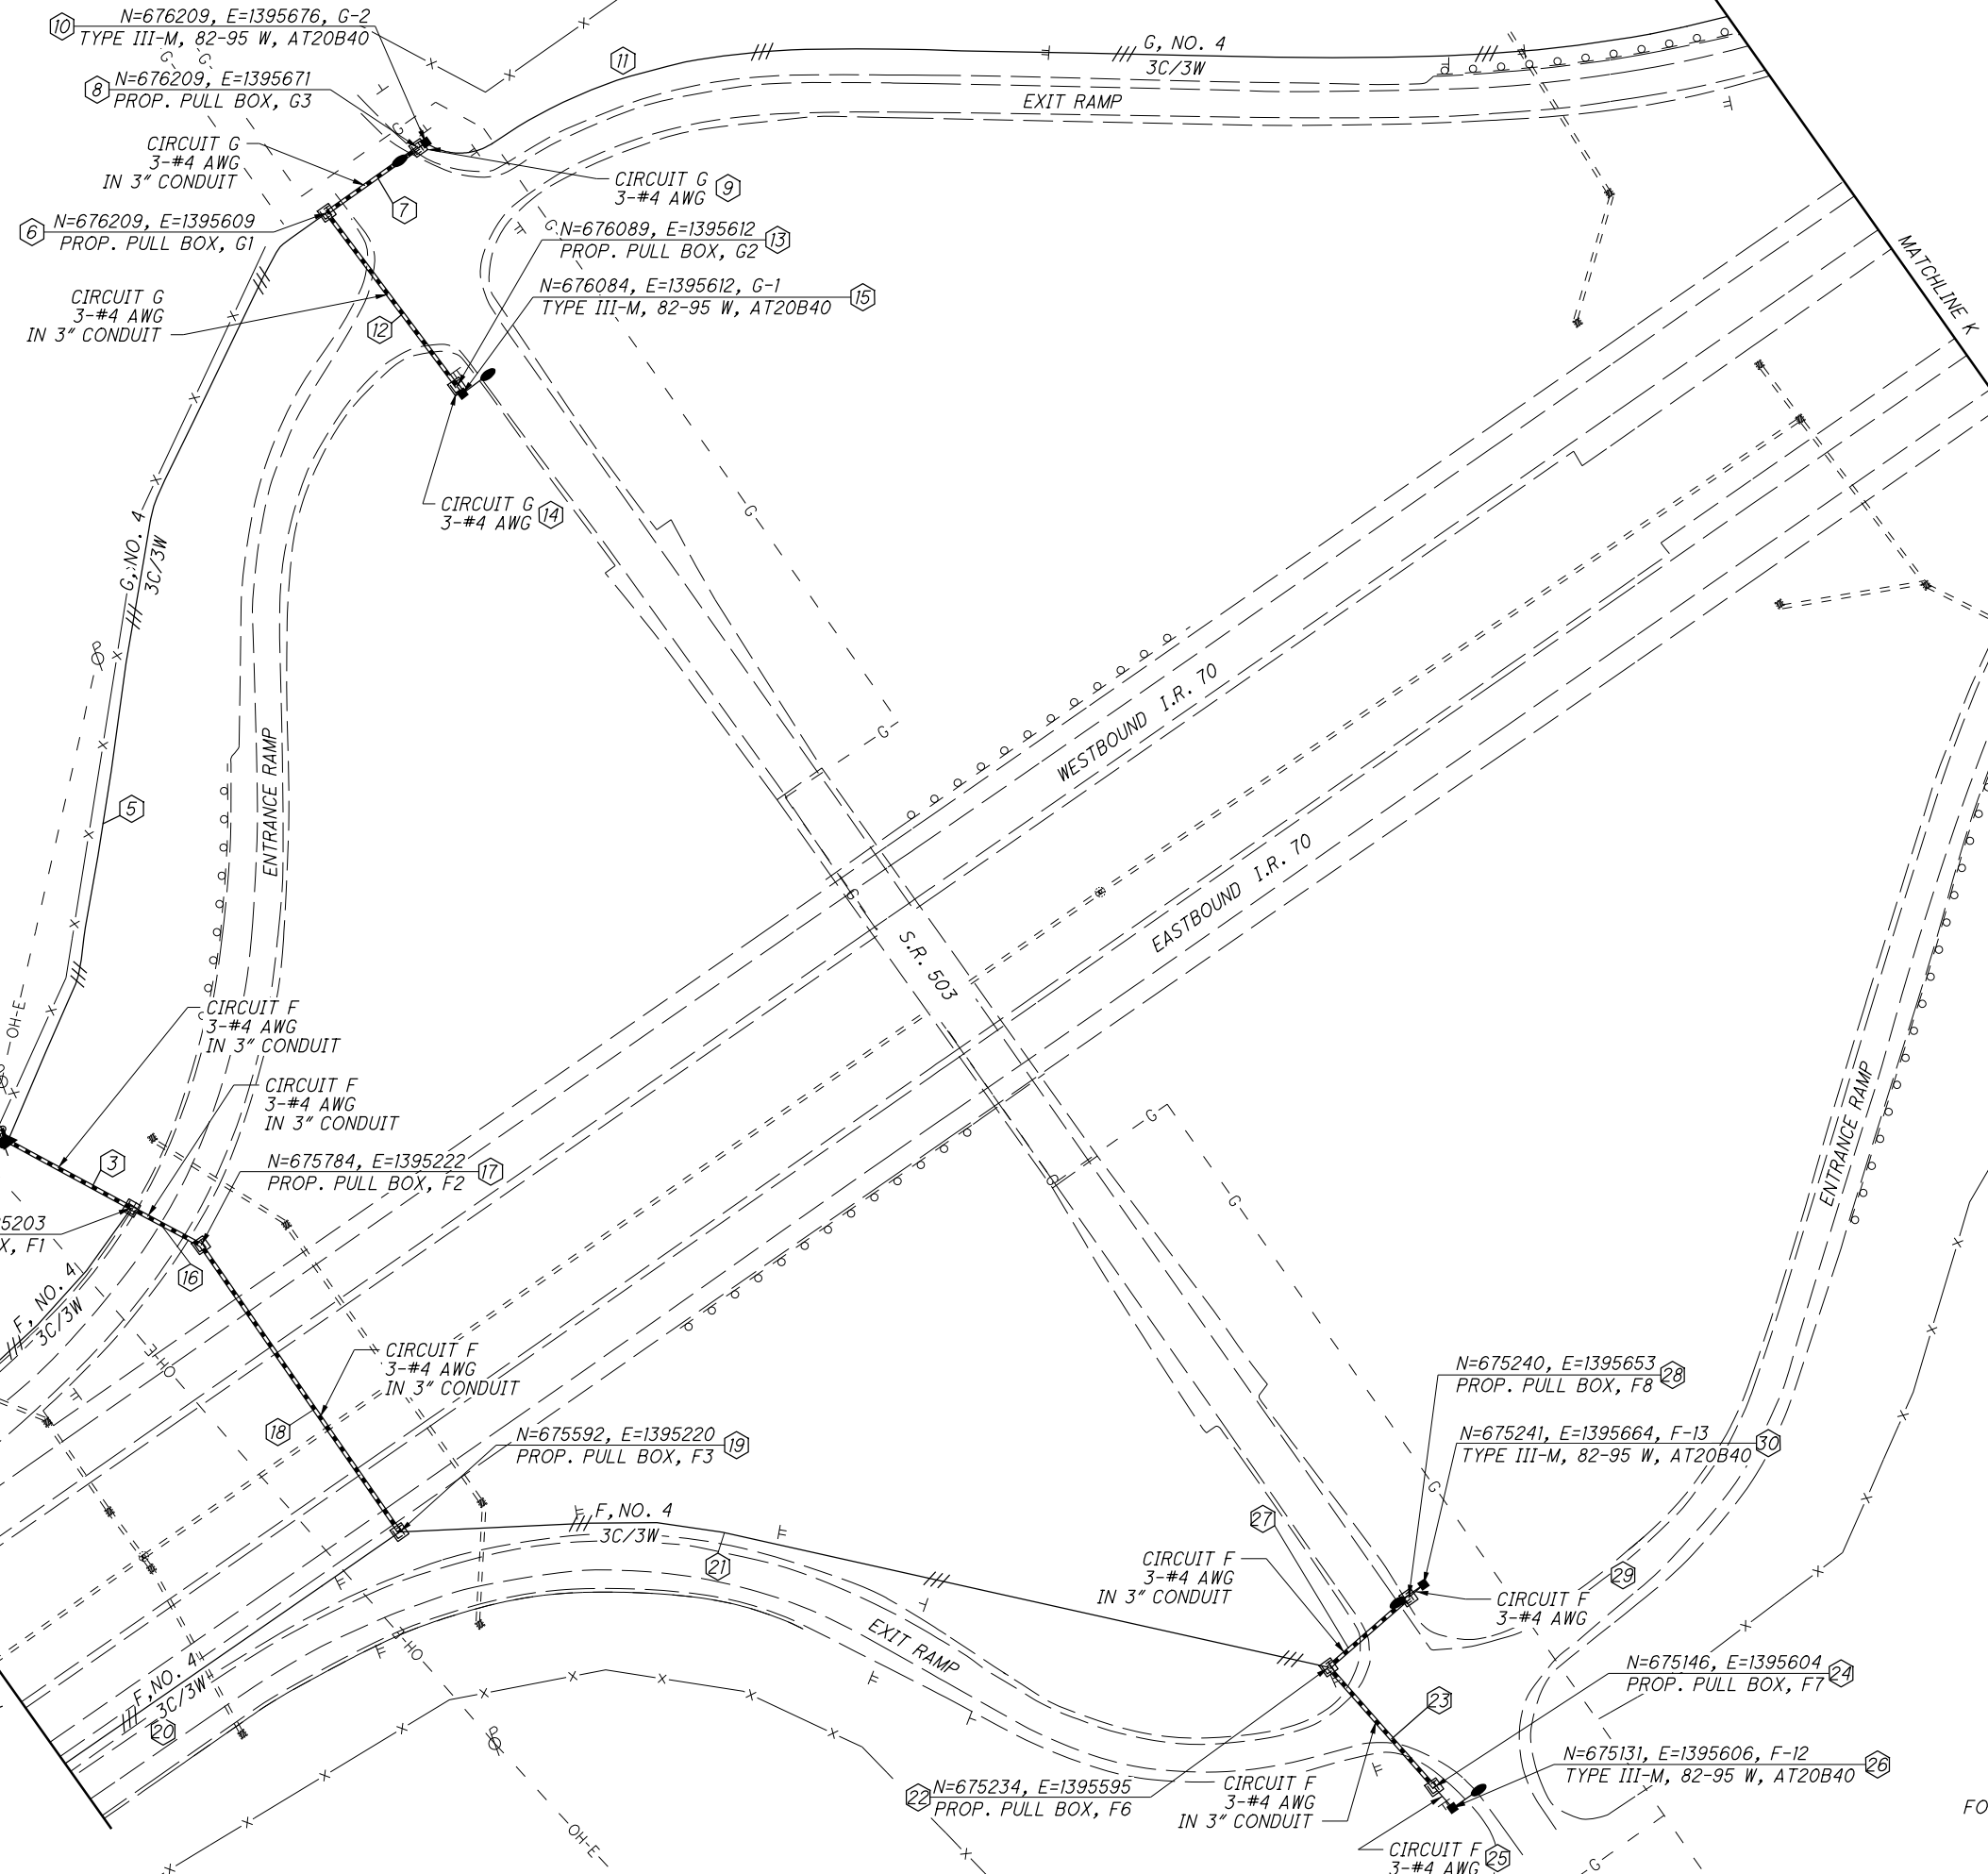 10
N=676209, E=1395676, G-2
TYPE III-M, 82-95 W, AT20B40
G
G
8
N=676209, E=1395671
PROP. PULL BOX, G3
11
G, NO. 4
3C/3W
EXIT RAMP
G
CIRCUIT G
3-#4 AWG
IN 3" CONDUIT
CIRCUIT G
3-#4 AWG
9
7
6
N=676209, E=1395609
PROP. PULL BOX, G1
G
N=676089, E=1395612
PROP. PULL BOX, G2
13
MATCHLINE K
CIRCUIT G
3-#4 AWG
IN 3" CONDUIT
N=676084, E=1395612, G-1
TYPE III-M, 82-95 W, AT20B40
15
12
CIRCUIT G
3-#4 AWG
14
G
G, NO. 4
3C/3W
G
WESTBOUND I.R. 70
ENTRANCE RAMP
5
EASTBOUND I.R. 70
G
S.R. 503
OH-E
CIRCUIT F
3-#4 AWG
IN 3" CONDUIT
CIRCUIT F
3-#4 AWG
IN 3" CONDUIT
ENTRANCE RAMP
G
3
N=675784, E=1395222
PROP. PULL BOX, F2
17
G
5203
X, F1
16
F, NO. 4
3C/3W
OH-E
CIRCUIT F
3-#4 AWG
IN 3" CONDUIT
N=675240, E=1395653
PROP. PULL BOX, F8
28
18
N=675592, E=1395220
PROP. PULL BOX, F3
19
N=675241, E=1395664, F-13
TYPE III-M, 82-95 W, AT20B40
30
G
F, NO. 4
3C/3W
27
21
CIRCUIT F
3-#4 AWG
IN 3" CONDUIT
29
CIRCUIT F
3-#4 AWG
EXIT RAMP
OH-E
F, NO. 4
3C/3W
20
N=675146, E=1395604
PROP. PULL BOX, F7
24
23
N=675131, E=1395606, F-12
TYPE III-M, 82-95 W, AT20B40
26
22
N=675234, E=1395595
PROP. PULL BOX, F6
CIRCUIT F
3-#4 AWG
IN 3" CONDUIT
FO
OH-E
CIRCUIT F
3-#4 AWG
25
G